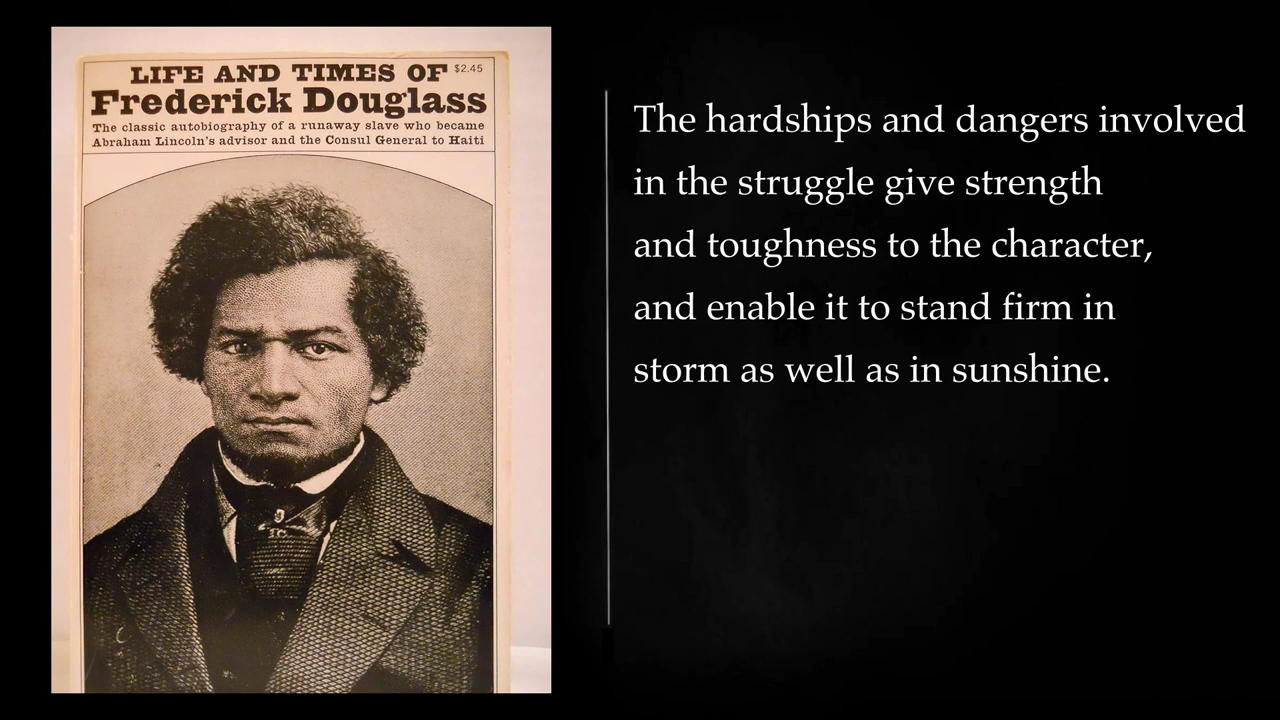 LIFE AND TIMES OF $2.45
Frederick Douglass
The classic autobiography of a runaway slave who became
Abraham Lincoln's advisor and the Consul General to Haiti
The hardships and dangers involved
in the struggle give strength
and toughness to the character,
and enable it to stand firm in
storm as well as in sunshine.